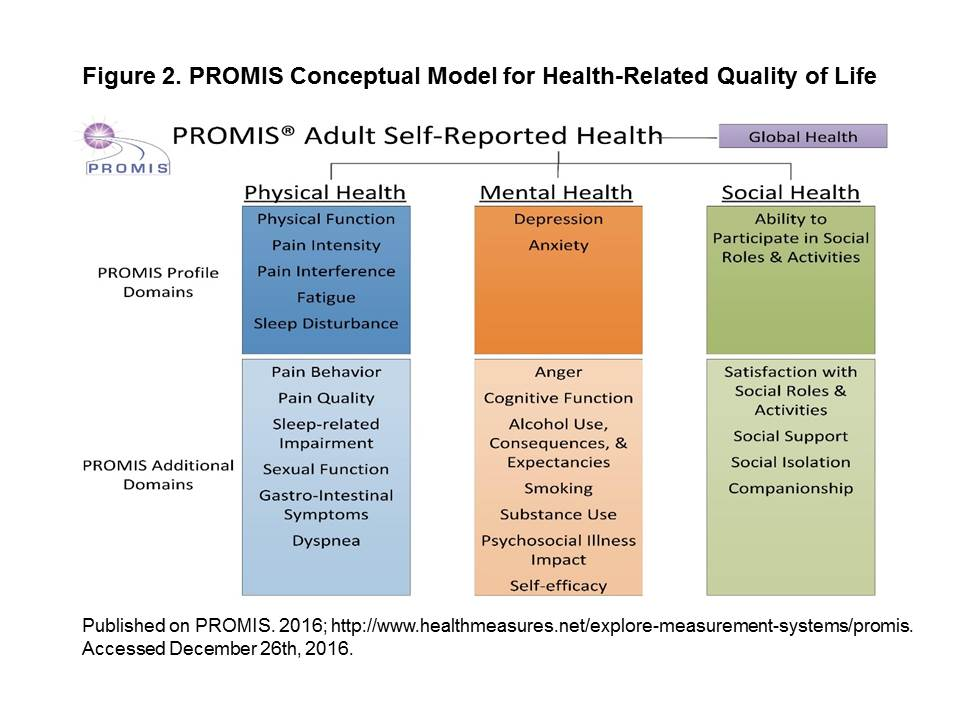 Figure 2. PROMIS Conceptual Model for Health-Related Quality of Life
PROMIS
PROMIS® Adult Self-Reported Health
Global Health
Physical Health
Mental Health
Social Health
PROMIS Profile
Domains
Physical Function
Pain Intensity
Pain Interference
Fatigue
Sleep Disturbance
Depression
Anxiety
Ability to
Participate in Social
Roles & Activities
PROMIS Additional
Domains
Pain Behavior
Pain Quality
Sleep-related
Impairment
Sexual Function
Gastro-Intestinal
Symptoms
Dyspnea
Anger
Cognitive Function
Alcohol Use,
Consequences, &
Expectancies
Smoking
Substance Use
Psychosocial Illness
Impact
Self-efficacy
Satisfaction with
Social Roles &
Activities
Social Support
Social Isolation
Companionship
Published on PROMIS. 2016; http://www.healthmeasures.net/explore-measurement-systems/promis.
Accessed December 26th, 2016.